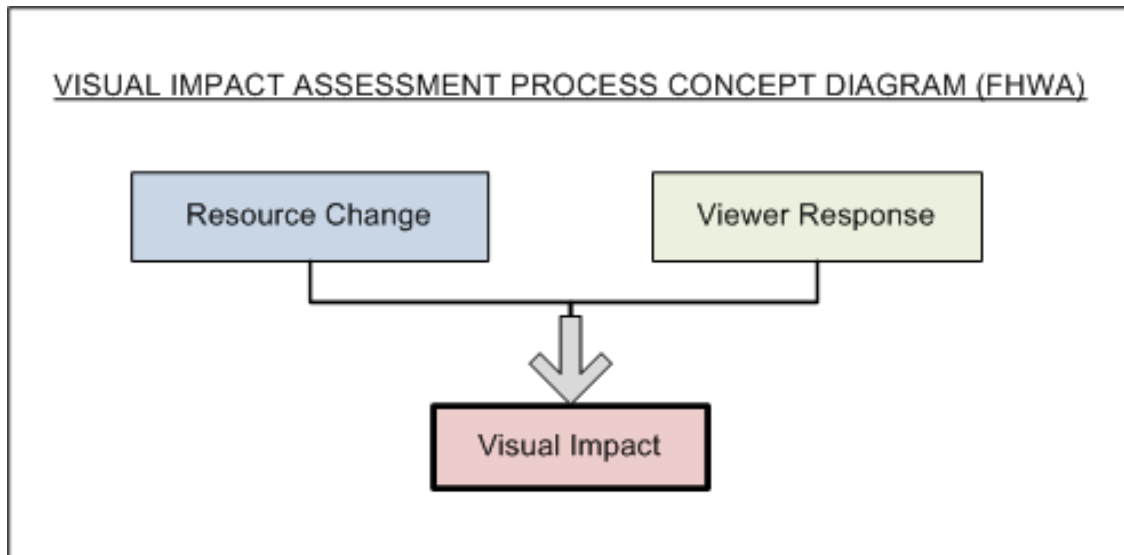 VISUAL IMPACT ASSESSMENT PROCESS CONCEPT DIAGRAM (FHWA)
Resource Change
Viewer Response
Visual Impact